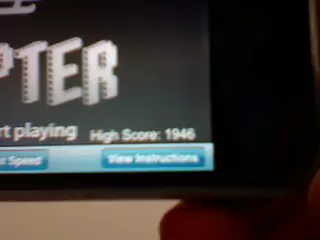 PTER
rt playing High Score: 1946
Speed View Instructions